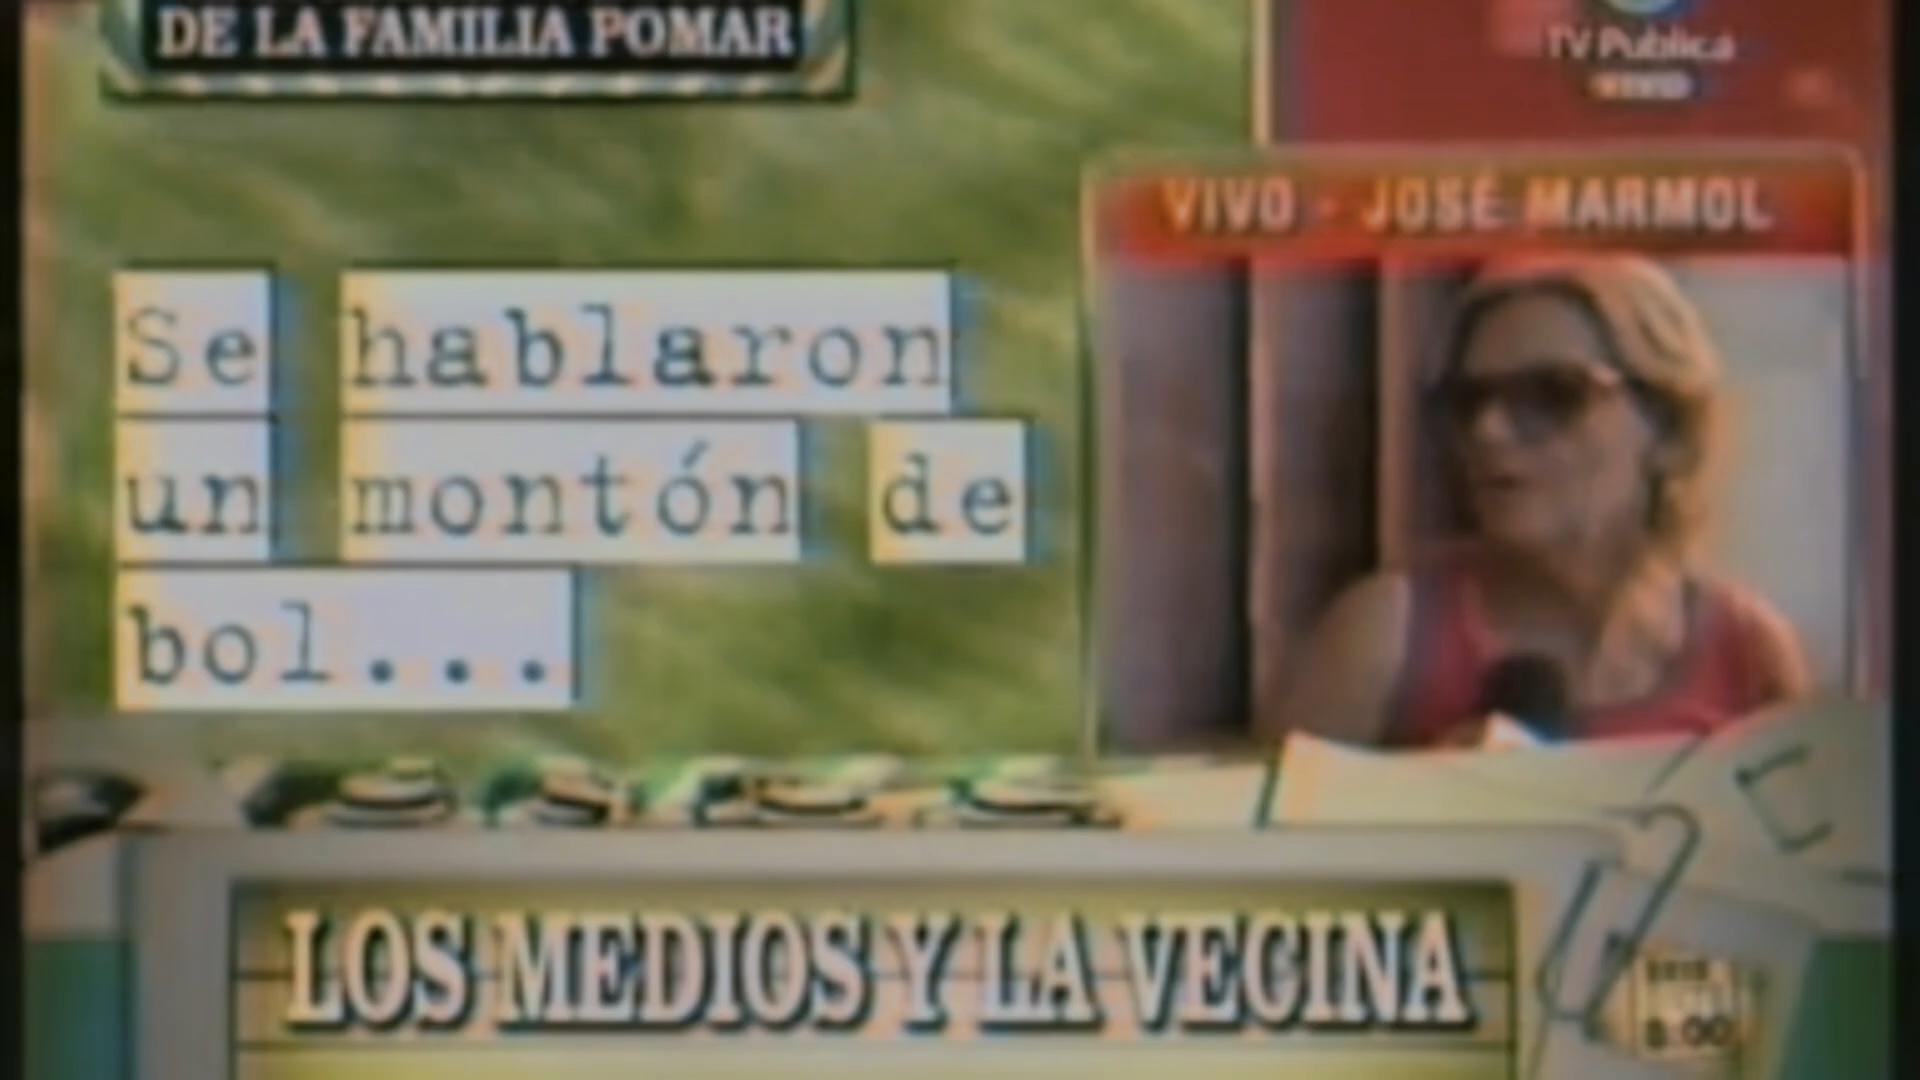 DE LA FAMILIA POMAR
TV Pública
VIVO - JOSÉ MARMOL
Se hablaron
un montón de
bol...
LOS MEDIOS Y LA VECINA